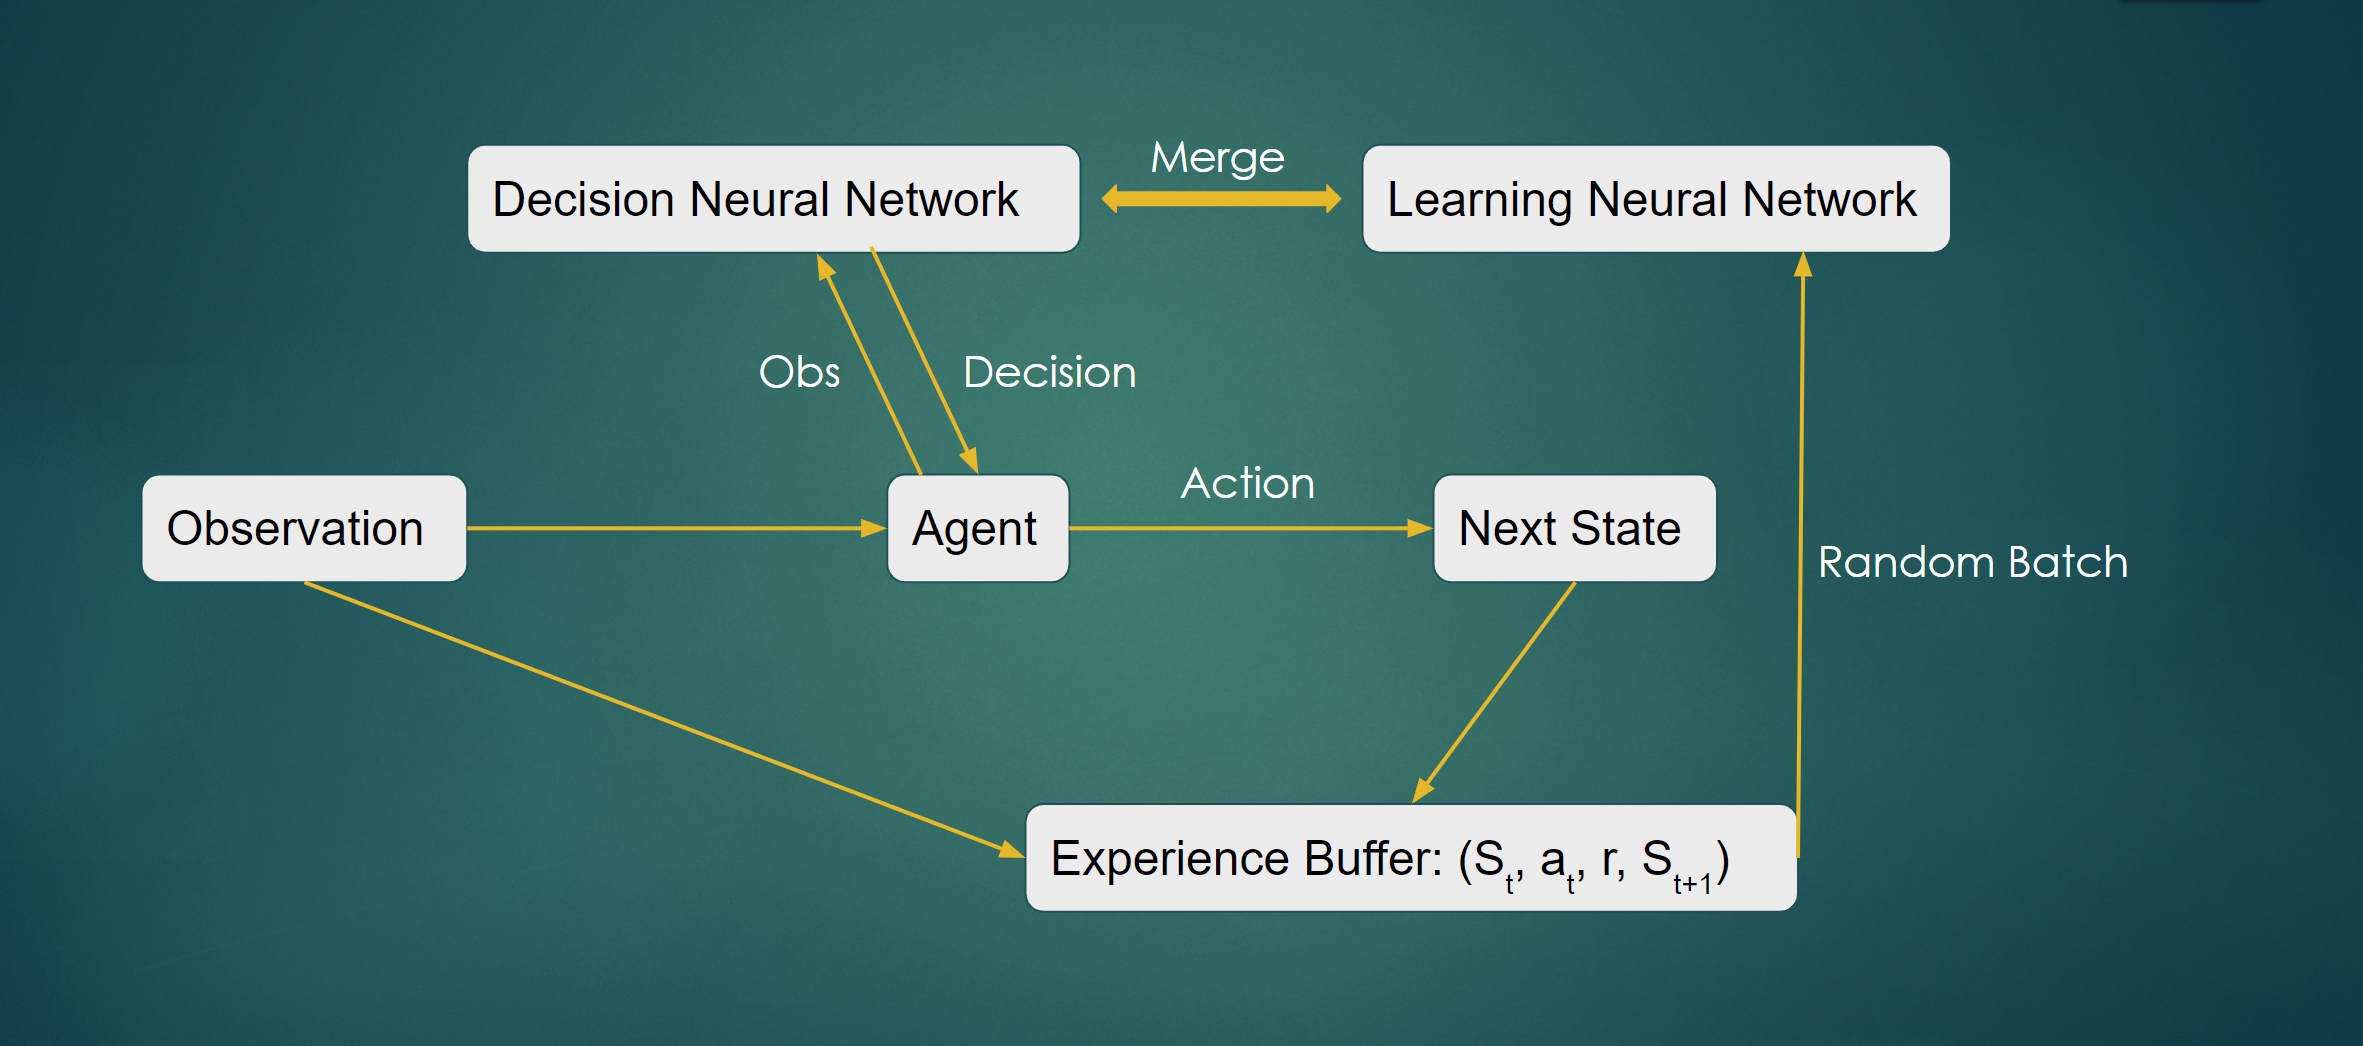 Merge
Decision Neural Network
Learning Neural Network
Obs
Decision
Action
Observation
Agent
Next State
Random Batch
Experience Buffer: (Sₜ, aₜ, r, Sₜ₊₁)